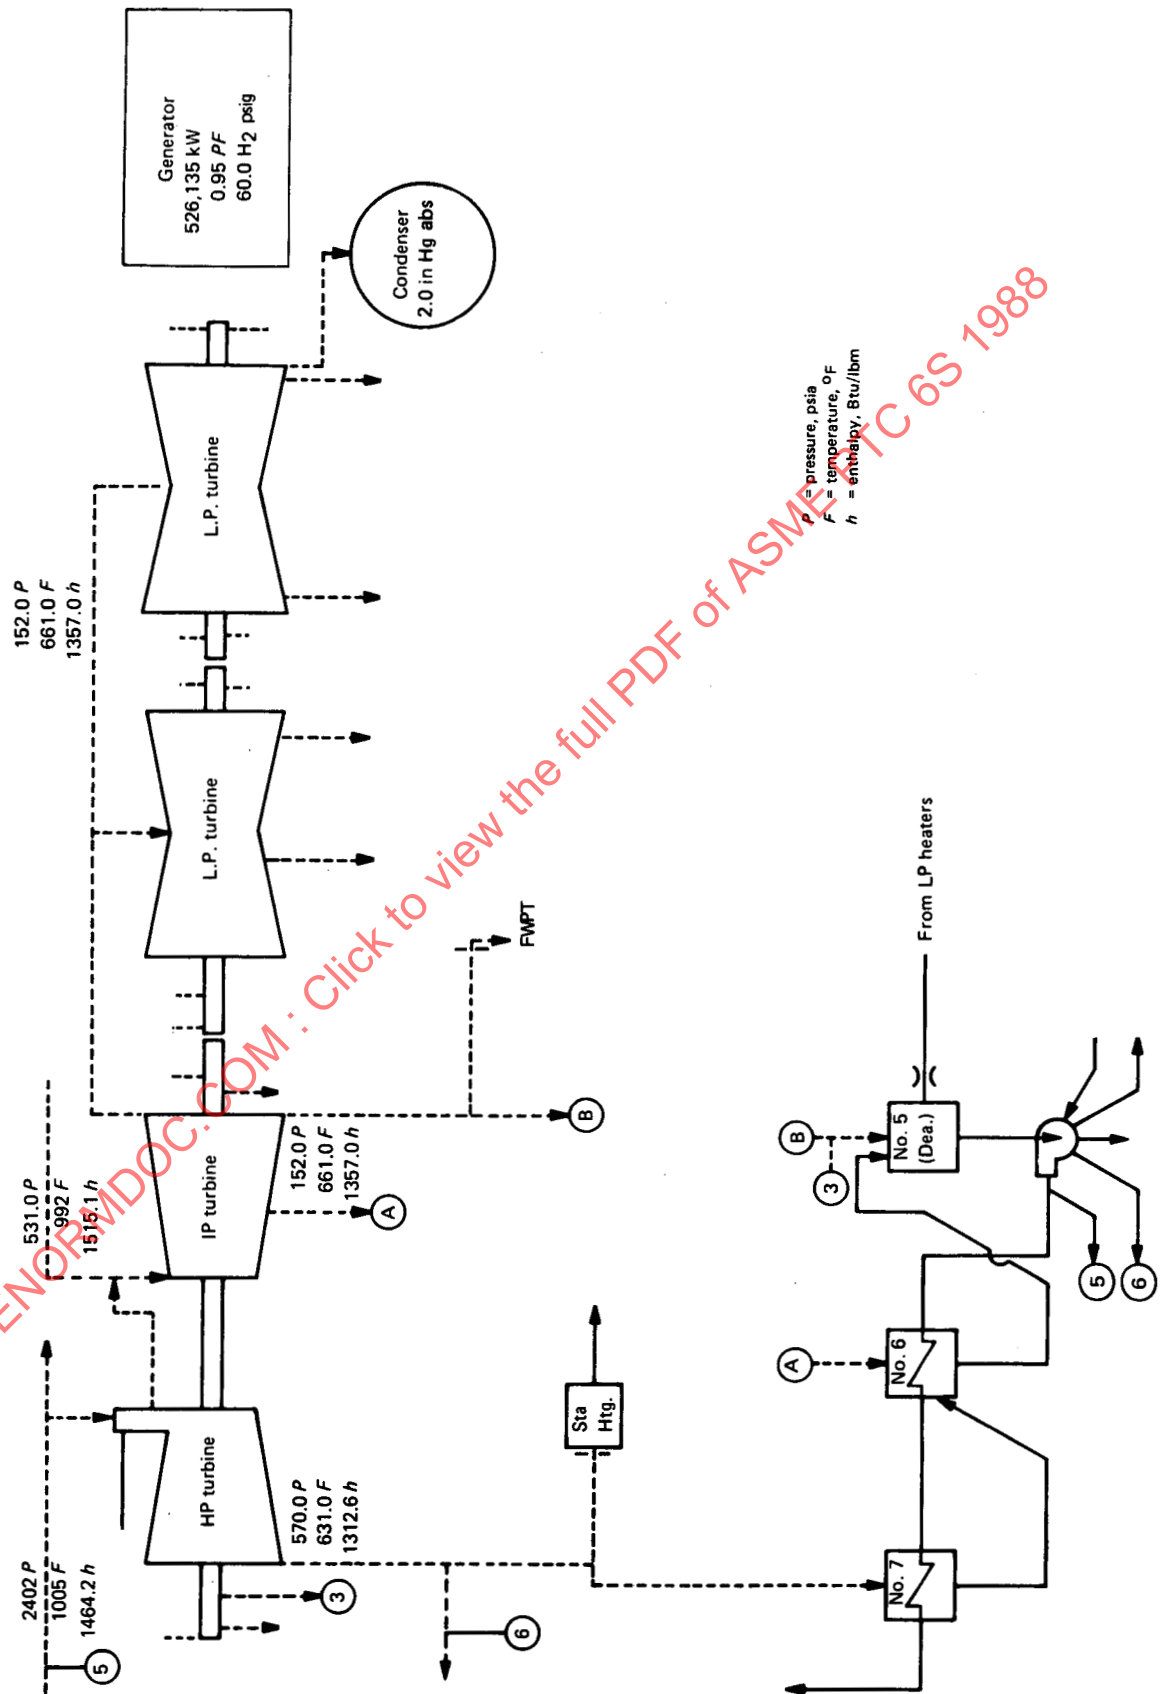 2402 P
1005 F
1464.2 h
5
HP turbine
3
570.0 P
631.0 F
1312.6 h
6
531.0 P
992 F
1515.1 h
IP turbine
152.0 P
661.0 F
1357.0 h
A
B
FWPT
152.0 P
661.0 F
1357.0 h
L.P. turbine
L.P. turbine
Generator
526,135 kW
0.95 PF
60.0 H2 psig
Condenser
2.0 in Hg abs
Sta
Htg.
No. 7
No. 6
A
No. 5
(Dea.)
B
3
5
6
From LP heaters
P = pressure, psia
F = temperature, °F
h = enthalpy, Btu/lbm
ENORMDOC.COM : Click to view the full PDF of ASME PTC 6S 1988